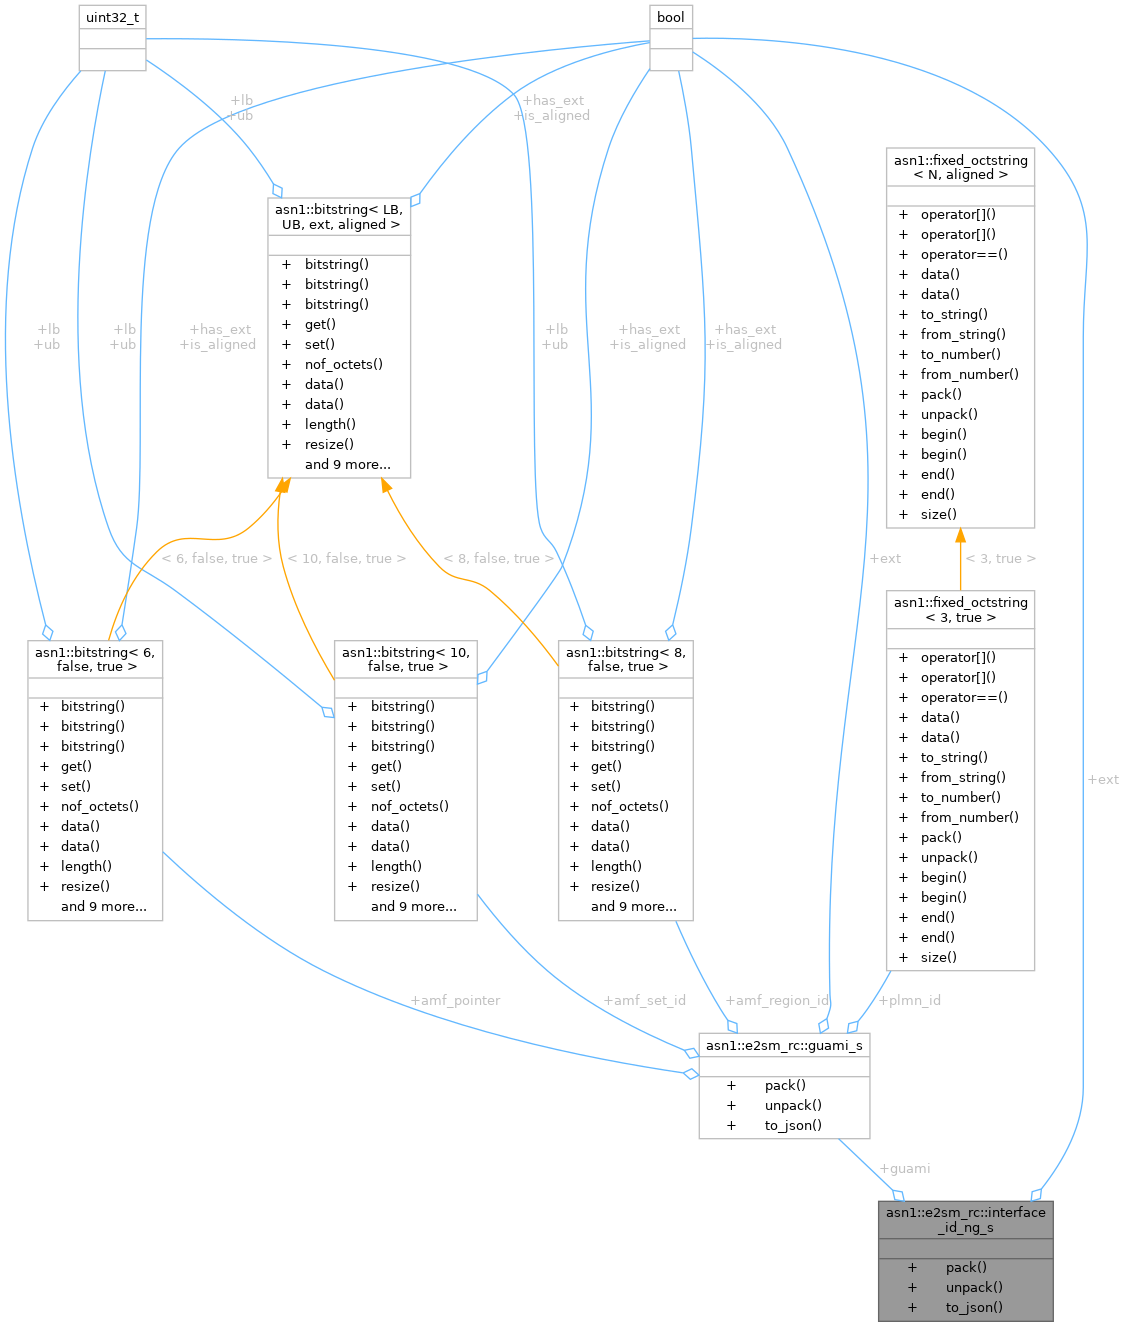 uint32_t
bool
+lb
+ub
+has_ext
+is_aligned
asn1::fixed_octstring
< N, aligned >
+ operator[]()
+ operator[]()
+ operator==()
+ data()
+ data()
+ to_string()
+ from_string()
+ to_number()
+ from_number()
+ pack()
+ unpack()
+ begin()
+ begin()
+ end()
+ end()
+ size()
asn1::bitstring< LB,
UB, ext, aligned >
+ bitstring()
+ bitstring()
+ bitstring()
+ get()
+ set()
+ nof_octets()
+ data()
+ data()
+ length()
+ resize()
and 9 more...
+lb
+ub
+lb
+ub
+has_ext
+is_aligned
+lb
+ub
+has_ext
+is_aligned
+has_ext
+is_aligned
< 6, false, true >
< 10, false, true >
< 8, false, true >
+ext
< 3, true >
asn1::bitstring< 6,
false, true >
+ bitstring()
+ bitstring()
+ bitstring()
+ get()
+ set()
+ nof_octets()
+ data()
+ data()
+ length()
+ resize()
and 9 more...
asn1::bitstring< 10,
false, true >
+ bitstring()
+ bitstring()
+ bitstring()
+ get()
+ set()
+ nof_octets()
+ data()
+ data()
+ length()
+ resize()
and 9 more...
asn1::bitstring< 8,
false, true >
+ bitstring()
+ bitstring()
+ bitstring()
+ get()
+ set()
+ nof_octets()
+ data()
+ data()
+ length()
+ resize()
and 9 more...
asn1::fixed_octstring
< 3, true >
+ operator[]()
+ operator[]()
+ operator==()
+ data()
+ data()
+ to_string()
+ from_string()
+ to_number()
+ from_number()
+ pack()
+ unpack()
+ begin()
+ begin()
+ end()
+ end()
+ size()
+ext
+amf_pointer
+amf_set_id
+amf_region_id
+plmn_id
asn1::e2sm_rc::guami_s
+ pack()
+ unpack()
+ to_json()
+guami
asn1::e2sm_rc::interface
_id_ng_s
+ pack()
+ unpack()
+ to_json()